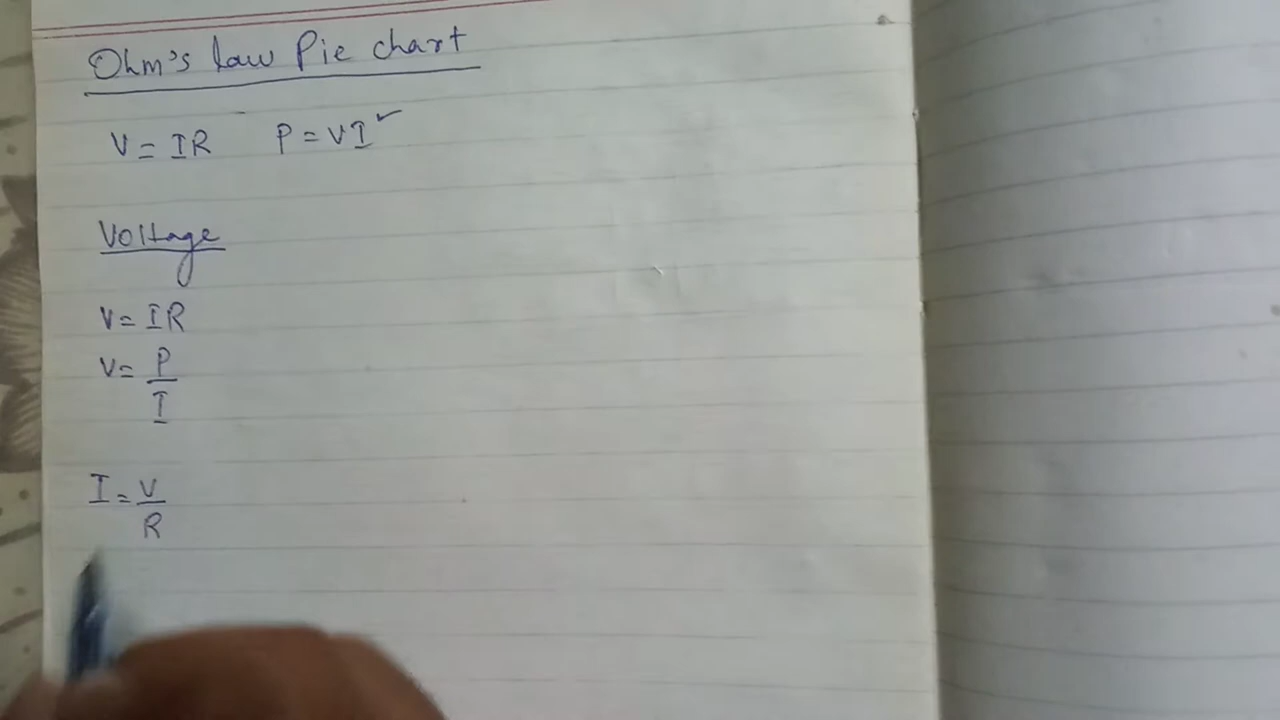 Ohm's law Pie chart
V = IR P = VI ✓
Voltage
V = IR
V = P/I
I = V/R